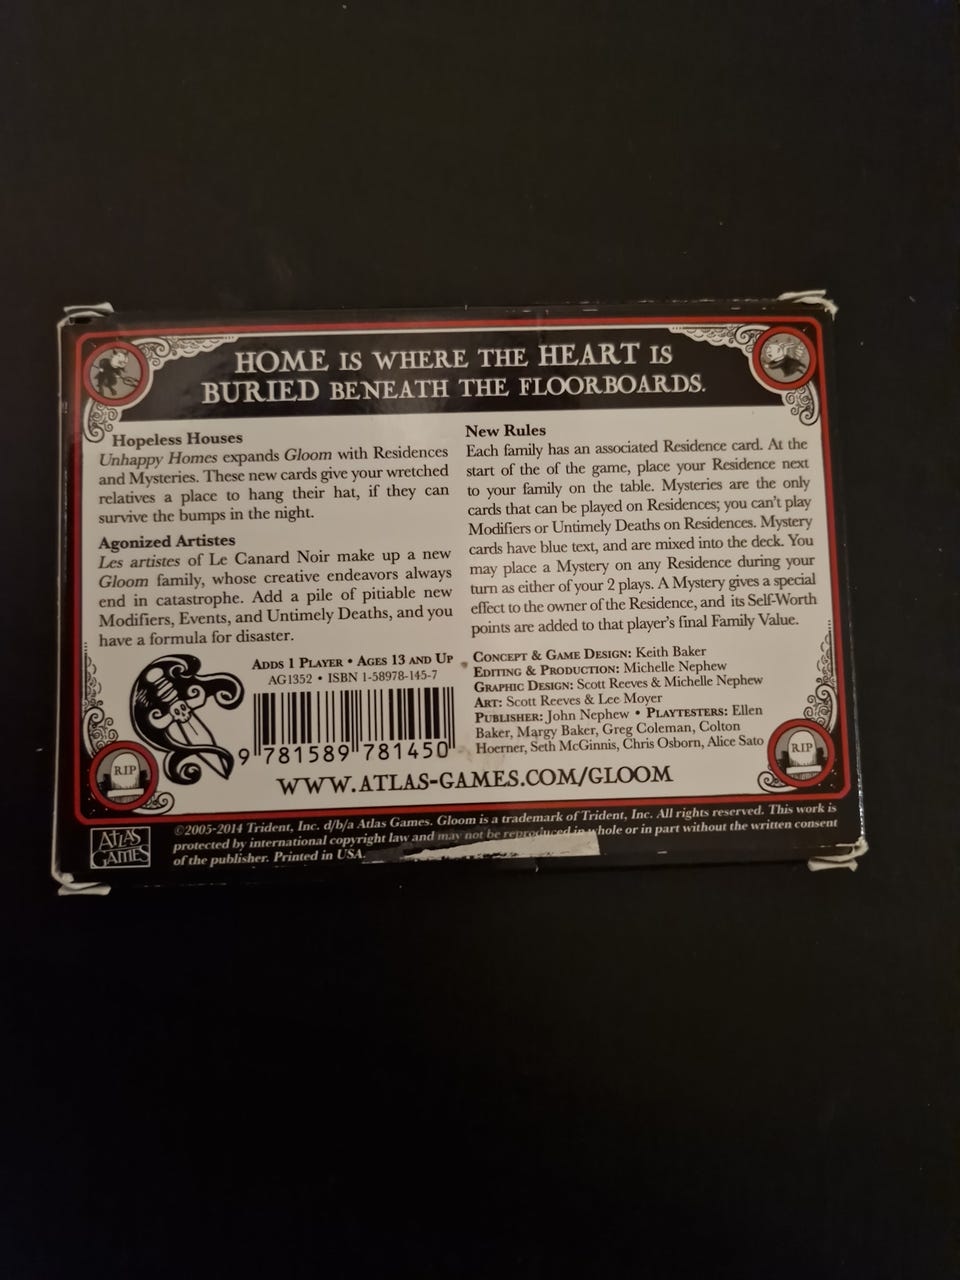 HOME IS WHERE THE HEART IS
BURIED BENEATH THE FLOORBOARDS.
Hopeless Houses
Unhappy Homes expands Gloom with Residences
and Mysteries. These new cards give your wretched
relatives a place to hang their hat, if they can
survive the bumps in the night.
Agonized Artistes
Les artistes of Le Canard Noir make up a new
Gloom family, whose creative endeavors always
end in catastrophe. Add a pile of pitiable new
Modifiers, Events, and Untimely Deaths, and you
have a formula for disaster.
New Rules
Each family has an associated Residence card. At the
start of the of the game, place your Residence next
to your family on the table. Mysteries are the only
cards that can be played on Residences; you can't play
Modifiers or Untimely Deaths on Residences. Mystery
cards have blue text, and are mixed into the deck. You
may place a Mystery on any Residence during your
turn as either of your 2 plays. A Mystery gives a special
effect to the owner of the Residence, and its Self-Worth
points are added to that player's final Family Value.
ADDS 1 PLAYER • AGES 13 AND UP
AG1352 • ISBN 1-58978-145-7
9 781589 781450
CONCEPT & GAME DESIGN: Keith Baker
EDITING & PRODUCTION: Michelle Nephew
GRAPHIC DESIGN: Scott Reeves & Michelle Nephew
ART: Scott Reeves & Lee Moyer
PUBLISHER: John Nephew • PLAYTESTERS: Ellen
Baker, Margy Baker, Greg Coleman, Colton
Hoerner, Seth McGinnis, Chris Osborn, Alice Sato
WWW.ATLAS-GAMES.COM/GLOOM
RIP
RIP
ATLAS
GAMES
©2005-2014 Trident, Inc. d/b/a Atlas Games. Gloom is a trademark of Trident, Inc. All rights reserved. This work is
protected by international copyright law and may not be reproduced in whole or in part without the written consent
of the publisher. Printed in USA.